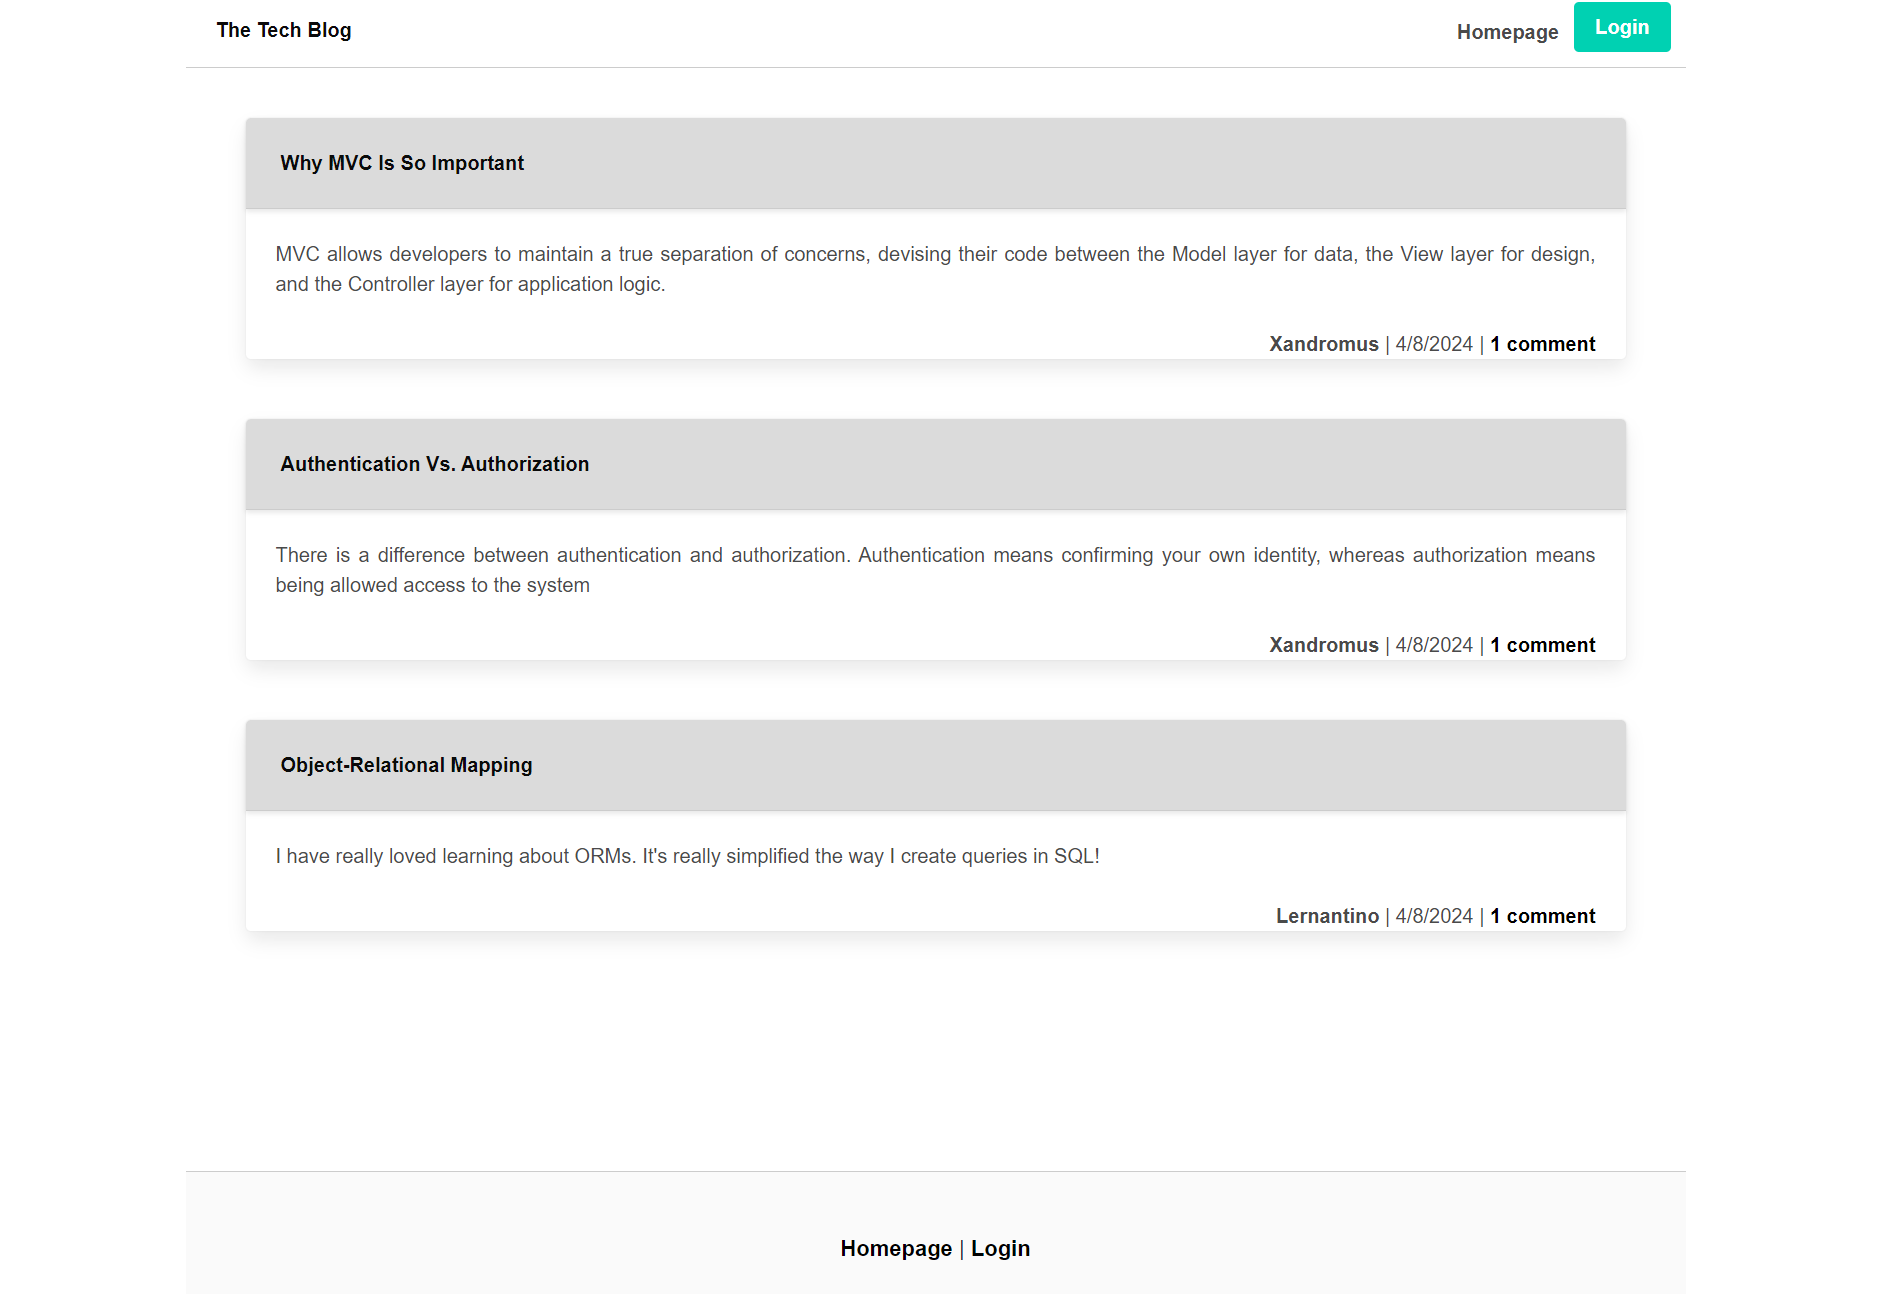 The Tech Blog
Homepage
Login
Why MVC Is So Important
MVC allows developers to maintain a true separation of concerns, devising their code between the Model layer for data, the View layer for design,
and the Controller layer for application logic.
Xandromus | 4/8/2024 | 1 comment
Authentication Vs. Authorization
There is a difference between authentication and authorization. Authentication means confirming your own identity, whereas authorization means
being allowed access to the system
Xandromus | 4/8/2024 | 1 comment
Object-Relational Mapping
I have really loved learning about ORMs. It's really simplified the way I create queries in SQL!
Lernantino | 4/8/2024 | 1 comment
Homepage | Login